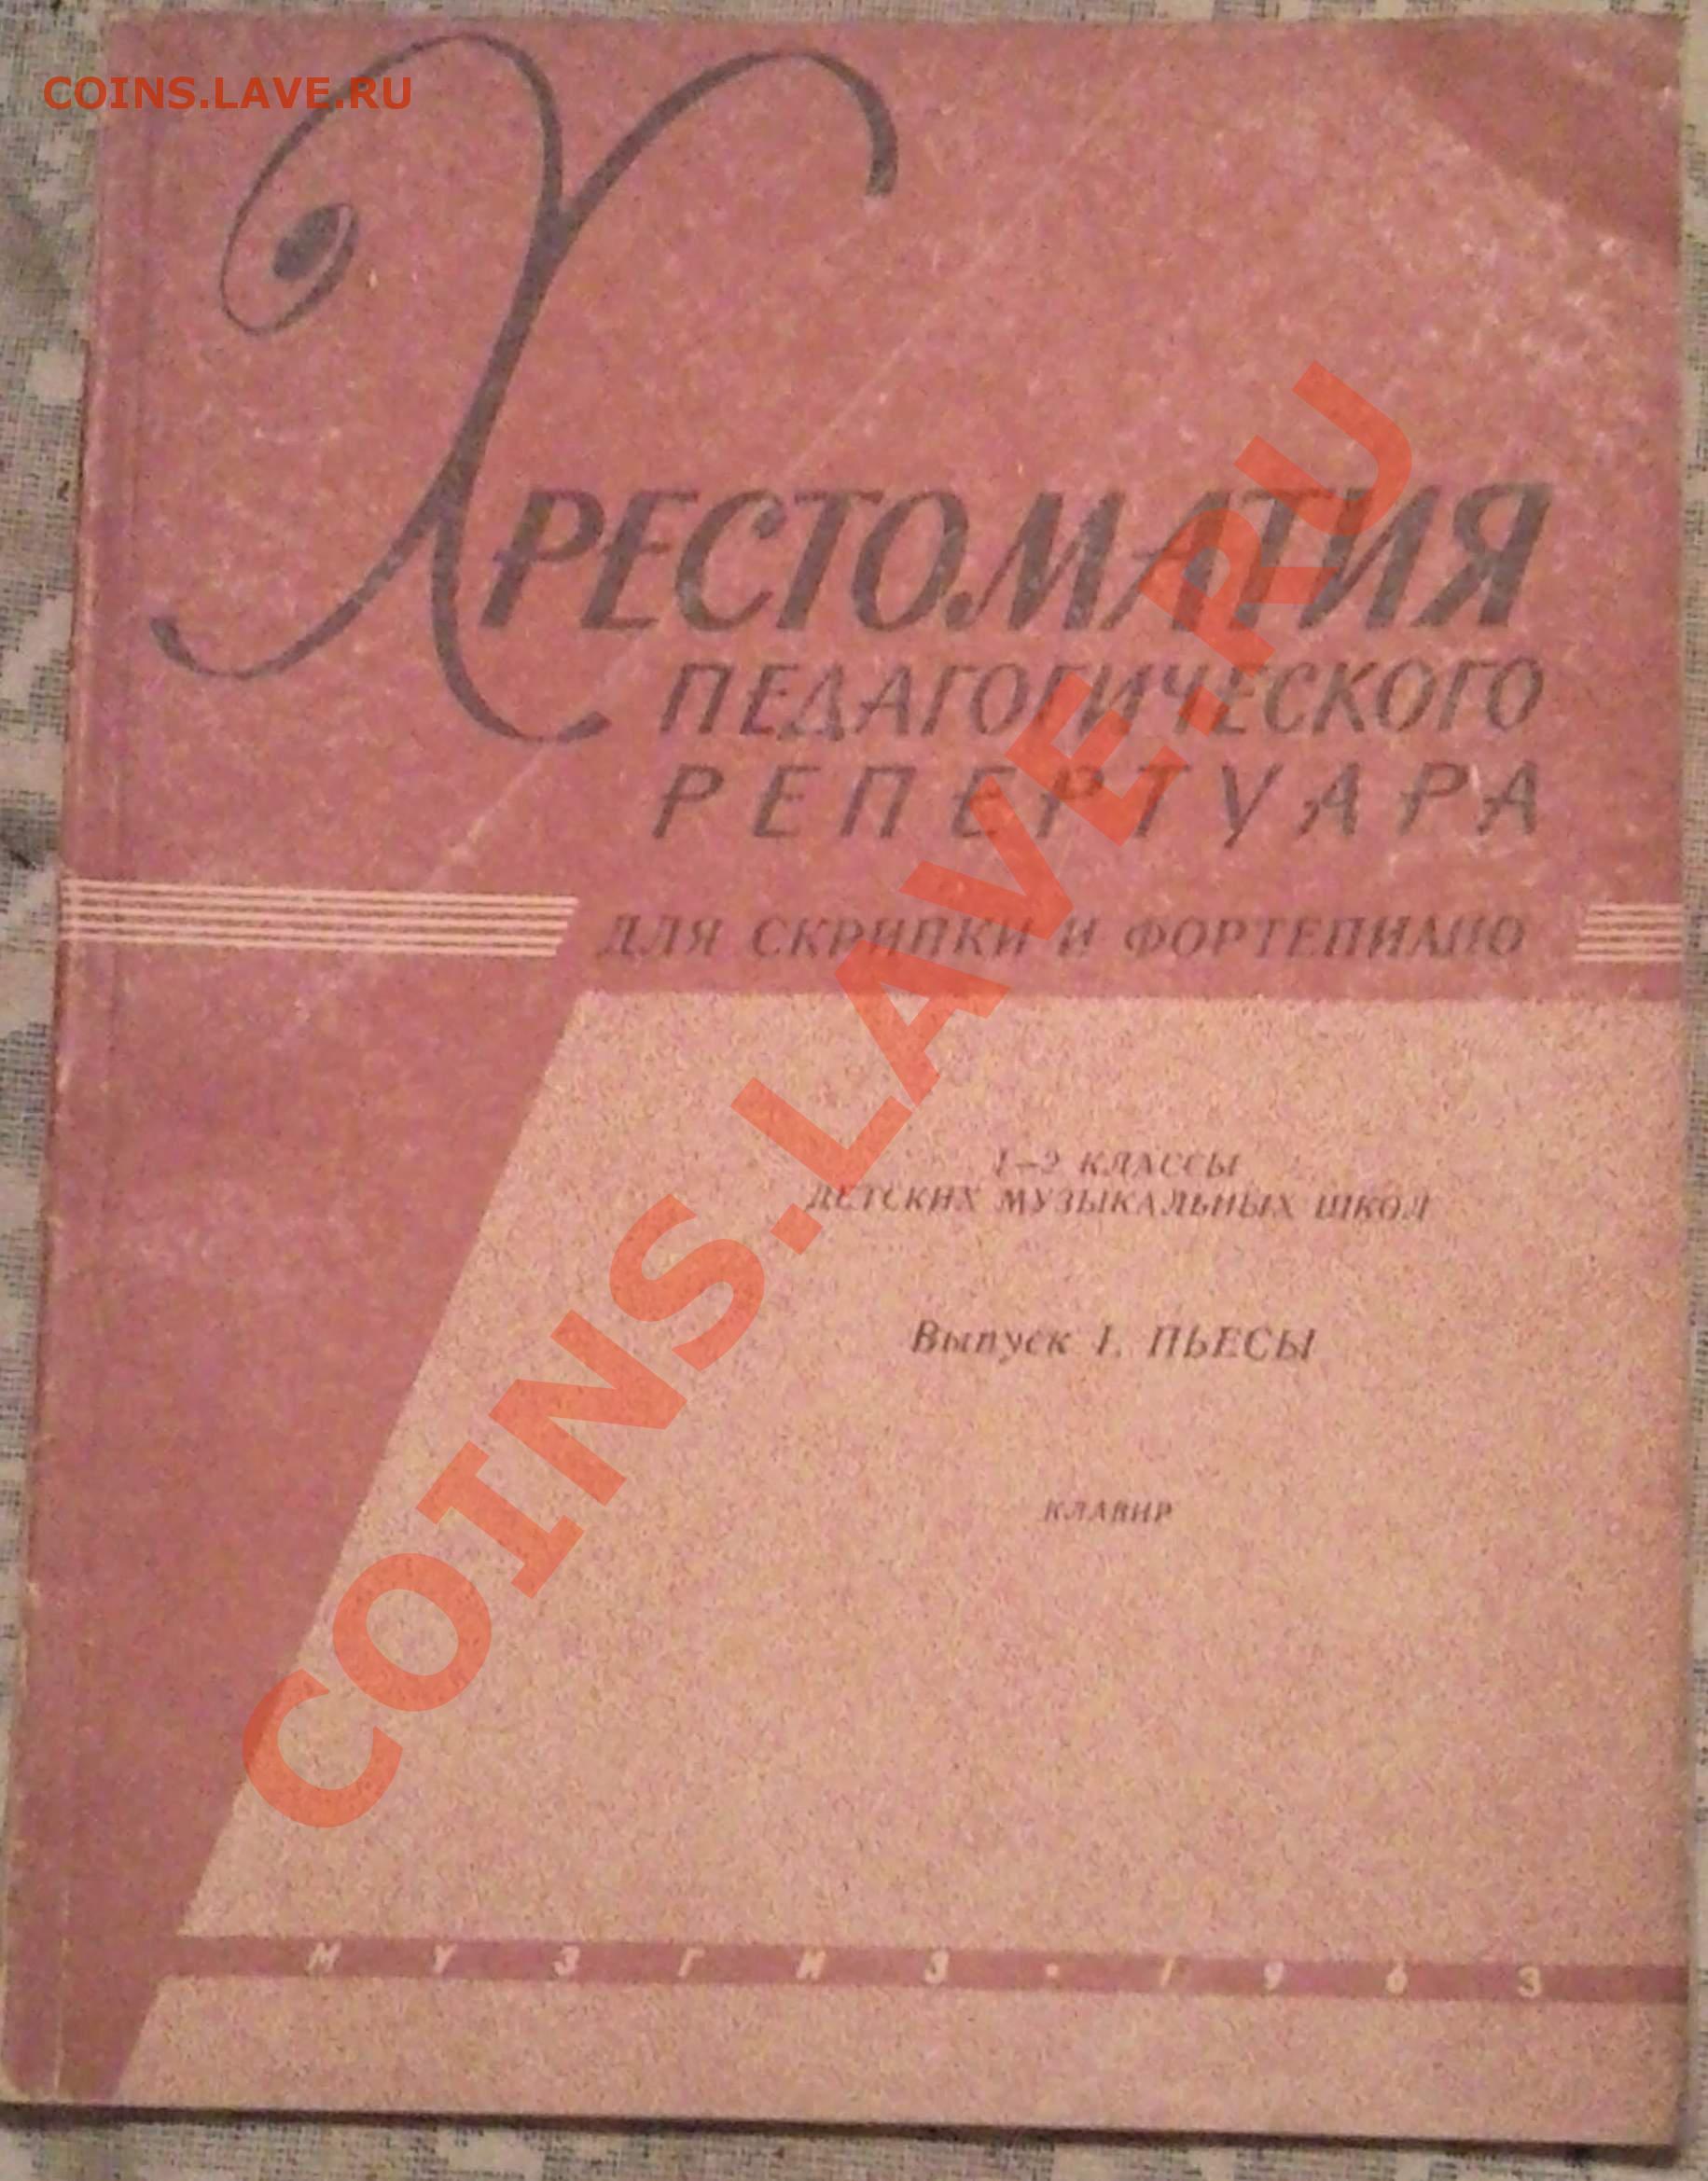 COINS.LAVE.RU
ХРЕСТОМАТИЯ
ПЕДАГОГИЧЕСКОГО
РЕПЕРТУАРА
ДЛЯ СКРИПКИ И ФОРТЕПИАНО
1-2 КЛАССЫ
ДЕТСКИХ МУЗЫКАЛЬНЫХ ШКОЛ
Выпуск 1. ПЬЕСЫ
КЛАВИР
МУЗГИЗ • 1963
COINS.LAVE.RU